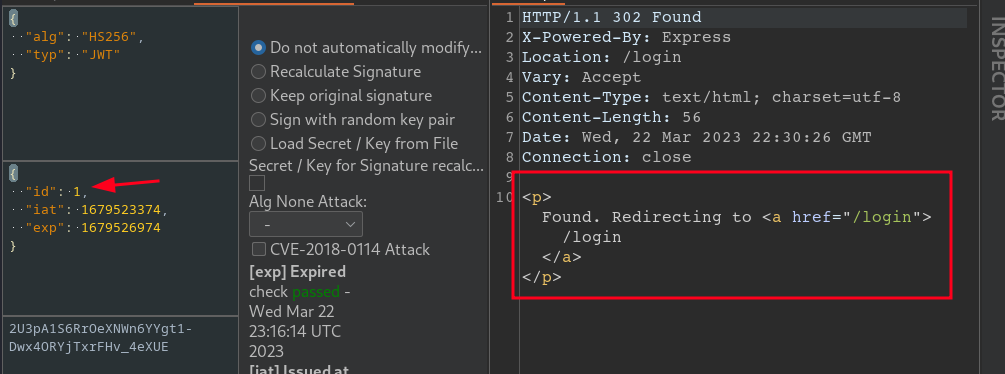 {
"alg": "HS256",
"typ": "JWT"
}
{
"id": 1,
"iat": 1679523374,
"exp": 1679526974
}
2U3pA1S6RrOeXNWn6YYgt1-
Dwx4ORYjTxrFHv_4eXUE
Do not automatically modify...
Recalculate Signature
Keep original signature
Sign with random key pair
Load Secret / Key from File
Secret / Key for Signature recalc...
Alg None Attack:
-
CVE-2018-0114 Attack
[exp] Expired
check passed -
Wed Mar 22
23:16:14 UTC
2023
[iat] Issued at
1 HTTP/1.1 302 Found
2 X-Powered-By: Express
3 Location: /login
4 Vary: Accept
5 Content-Type: text/html; charset=utf-8
6 Content-Length: 56
7 Date: Wed, 22 Mar 2023 22:30:26 GMT
8 Connection: close
9
10 <p>
Found. Redirecting to <a href="/login">
/login
</a>
</p>
INSPECTOR